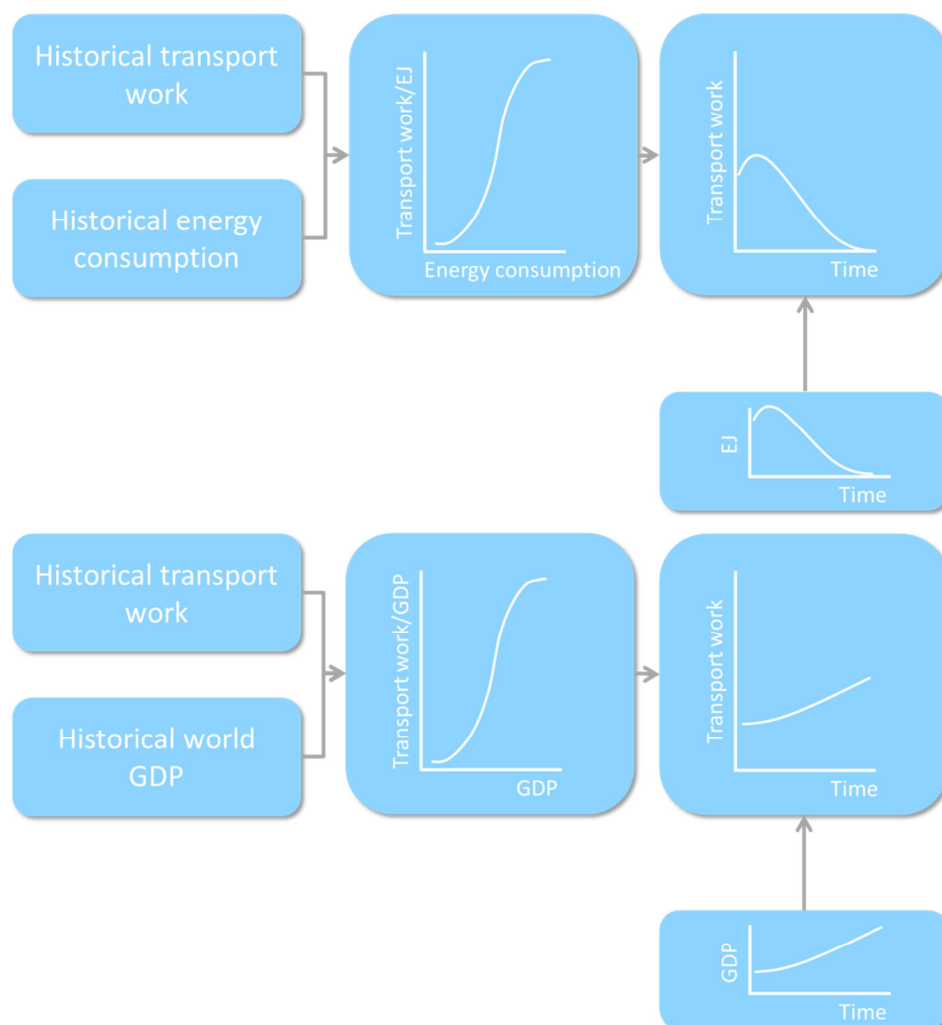 Historical transport
work
Historical energy
consumption
Transport work/EJ
Energy consumption
Transport work
Time
EJ
Time
Historical transport
work
Historical world
GDP
Transport work/GDP
GDP
Transport work
Time
GDP
Time